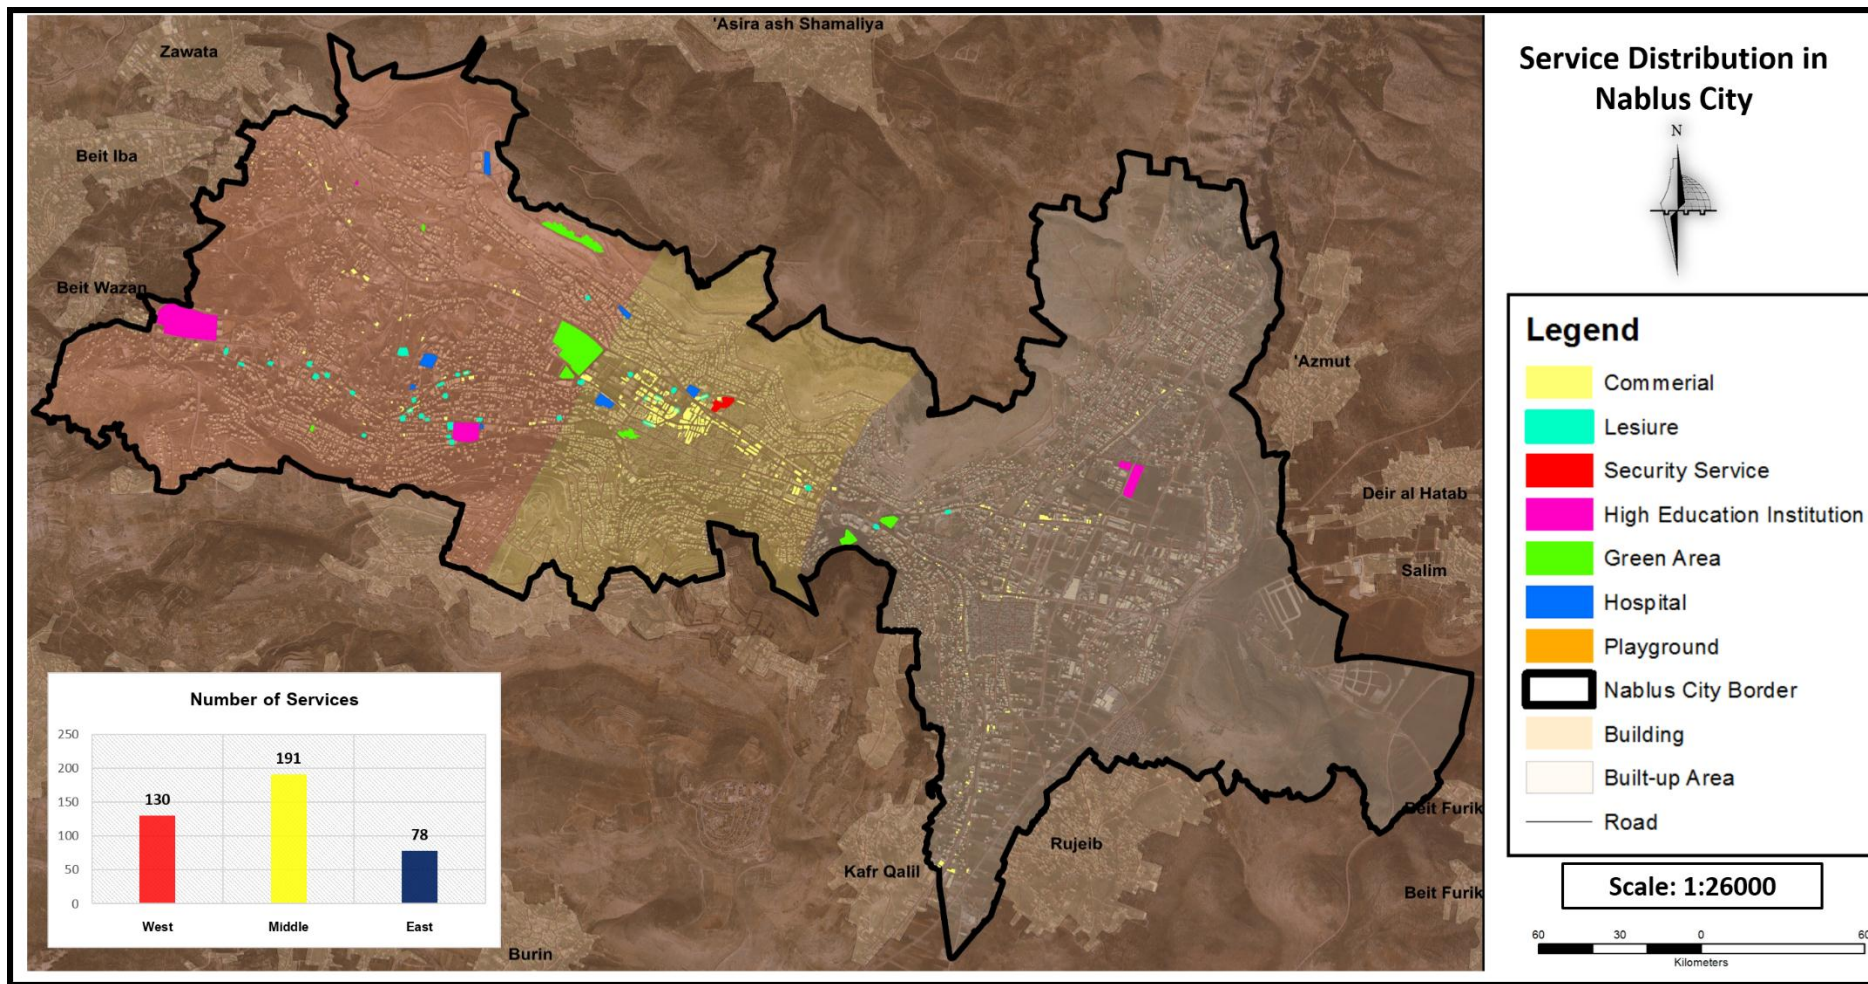 Service Distribution in
Nablus City
N
'Asira ash Shamaliya
Zawata
Beit Iba
Beit Wazan
'Azmut
Deir al Hatab
Salim
Beit Furik
Rujeib
Kafr Qalil
Beit Furik
Burin
Number of Services
250
200
150
100
50
0
130
191
78
West
Middle
East
Legend
Commerial
Lesiure
Security Service
High Education Institution
Green Area
Hospital
Playground
Nablus City Border
Building
Built-up Area
Road
Scale: 1:26000
60 30 0 60
Kilometers